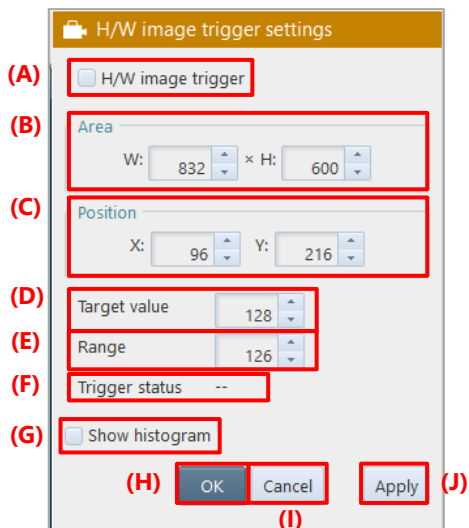 H/W image trigger settings
(A) H/W image trigger
(B) Area
W: 832 × H: 600
(C) Position
X: 96 Y: 216
(D) Target value 128
(E) Range 126
(F) Trigger status --
(G) Show histogram
(H) OK Cancel Apply (J)
(I)